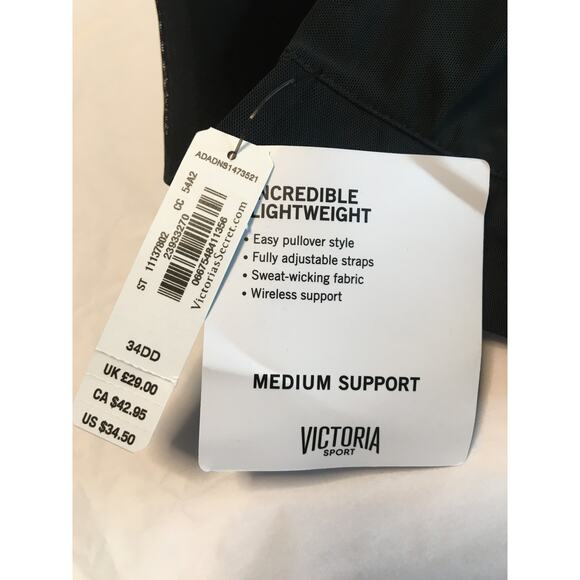 ADADNS1473521
ST 11137802 CC 54A2
23933270
0667548411356
VictoriasSecret.com
34DD
UK £29.00
CA $42.95
US $34.50
INCREDIBLE
LIGHTWEIGHT
• Easy pullover style
• Fully adjustable straps
• Sweat-wicking fabric
• Wireless support
MEDIUM SUPPORT
VICTORIA
SPORT